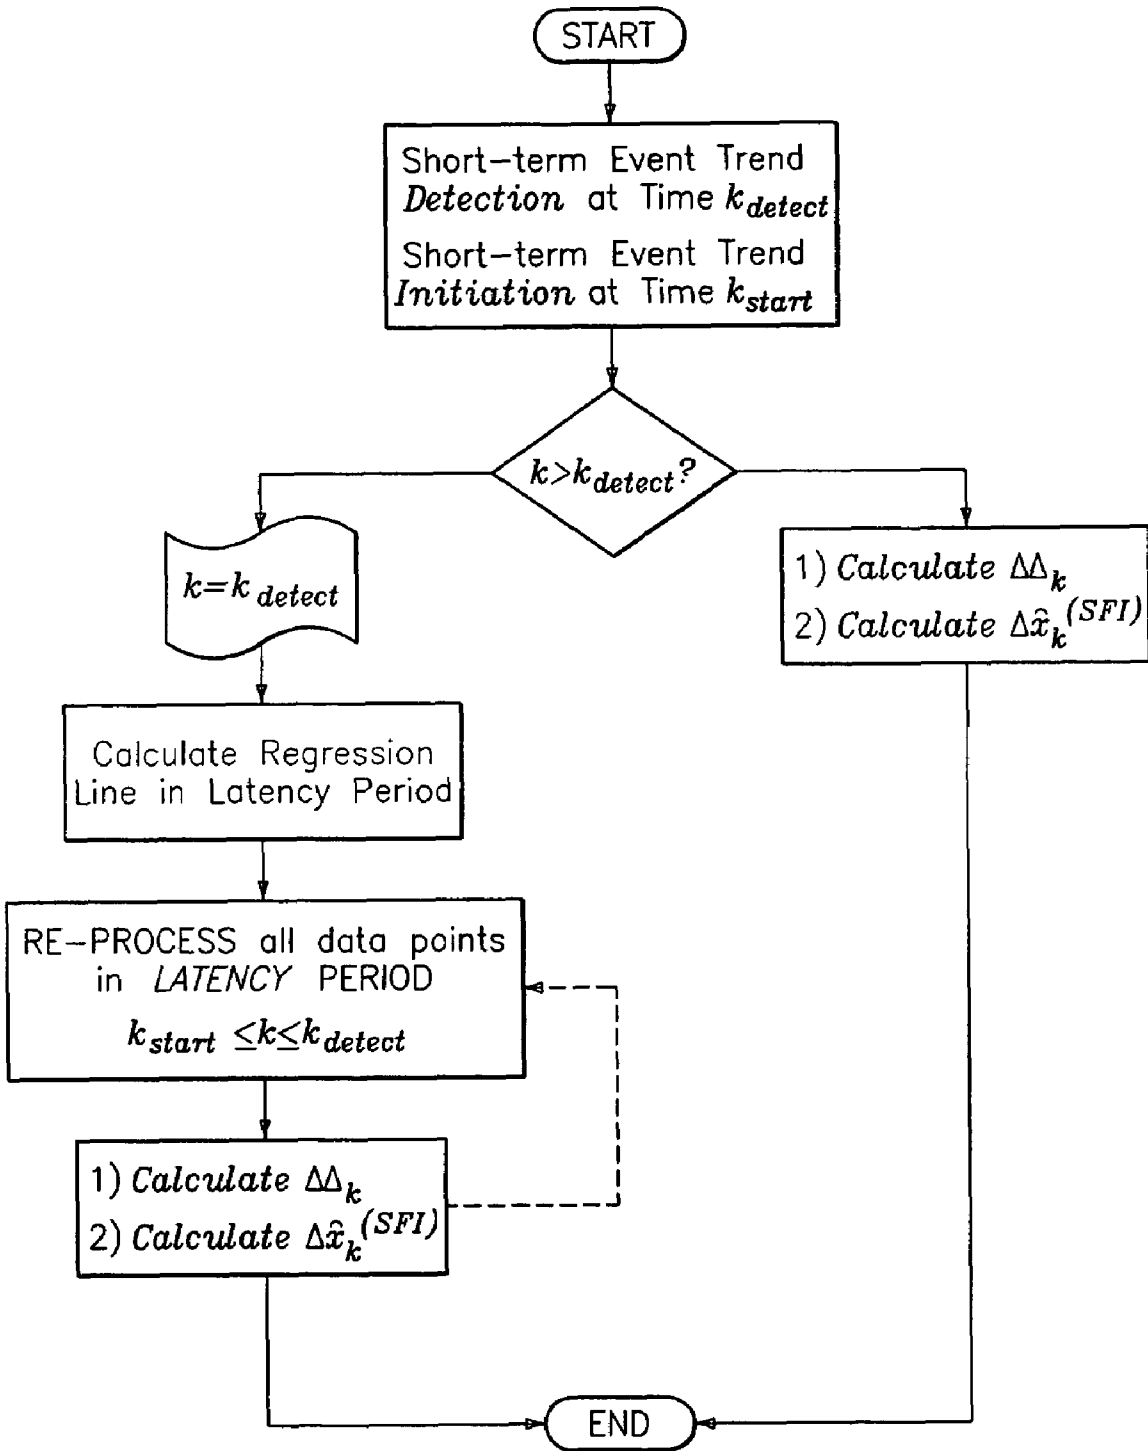 START
Short-term Event Trend
Detection at Time k_detect
Short-term Event Trend
Initiation at Time k_start
k>k_detect?
k=k_detect
1) Calculate ΔΔ_k
2) Calculate Δx̂_k^(SFI)
Calculate Regression
Line in Latency Period
RE-PROCESS all data points
in LATENCY PERIOD
k_start ≤k≤k_detect
1) Calculate ΔΔ_k
2) Calculate Δx̂_k^(SFI)
END